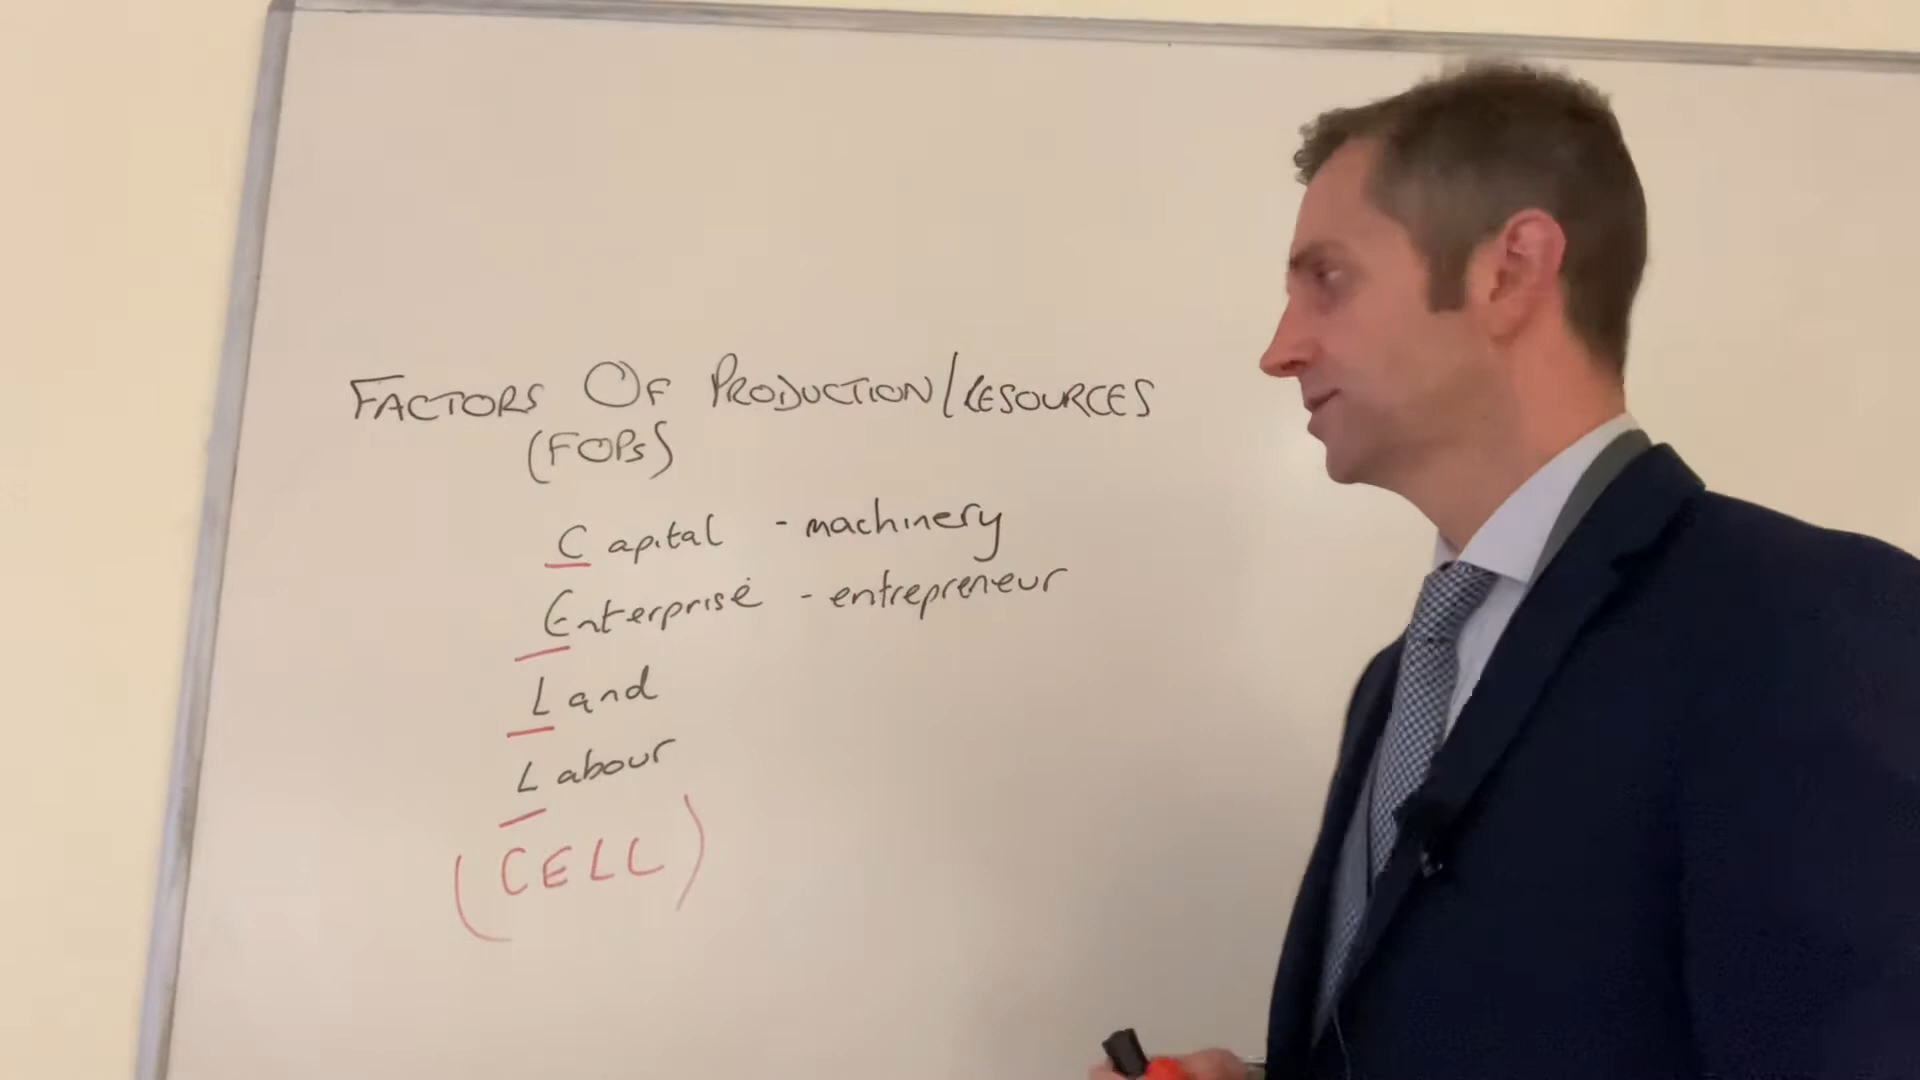 FACTORS OF PRODUCTION/RESOURCES
(FOPs)
Capital - machinery
Enterprise - entrepreneur
Land
Labour
(CELL)